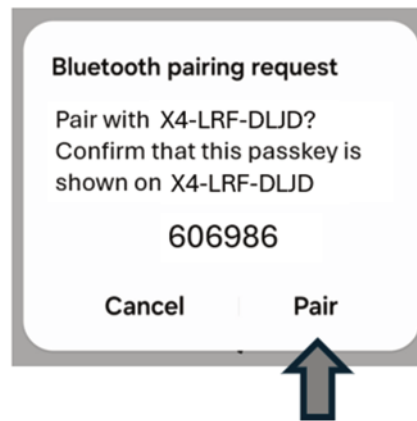 Bluetooth pairing request
Pair with X4-LRF-DLJD?
Confirm that this passkey is
shown on X4-LRF-DLJD
606986
Cancel Pair